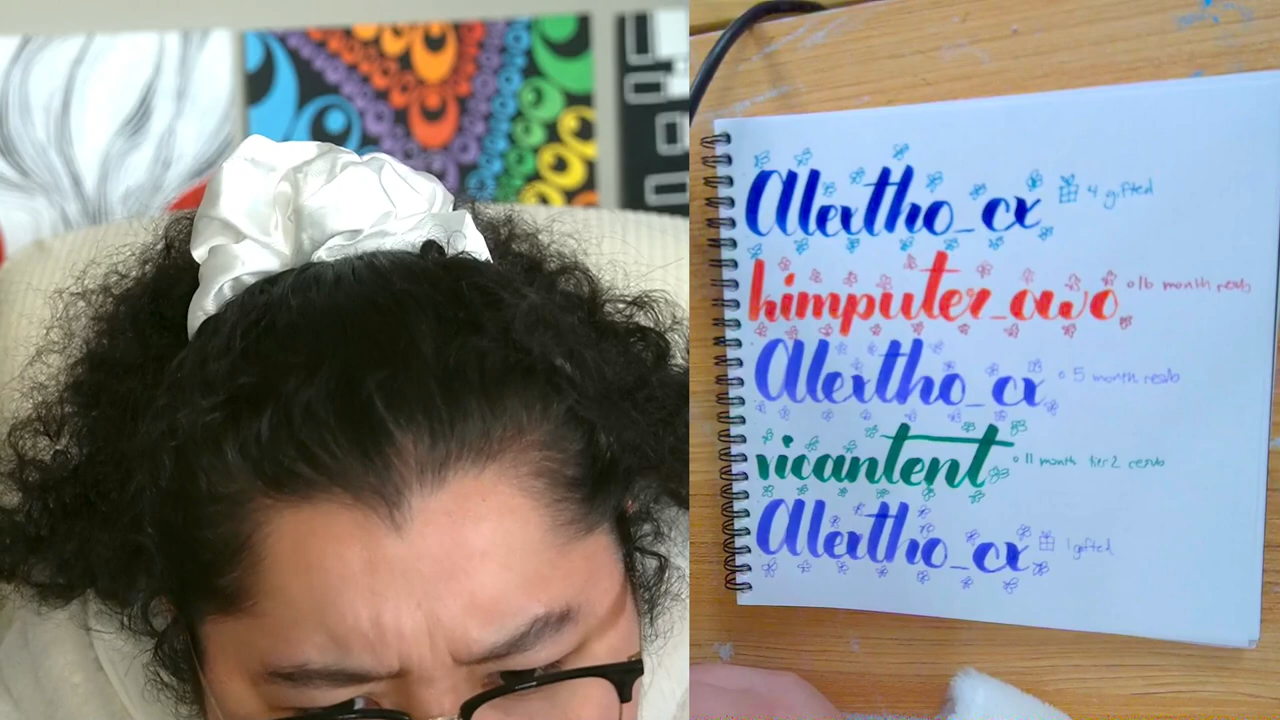 Alextho_cx 4 gifted
kimputer_owo 16 month resub
Alextho_cx 5 month resub
vicantent 11 month tier 2 resub
Alextho_cx 1 gifted